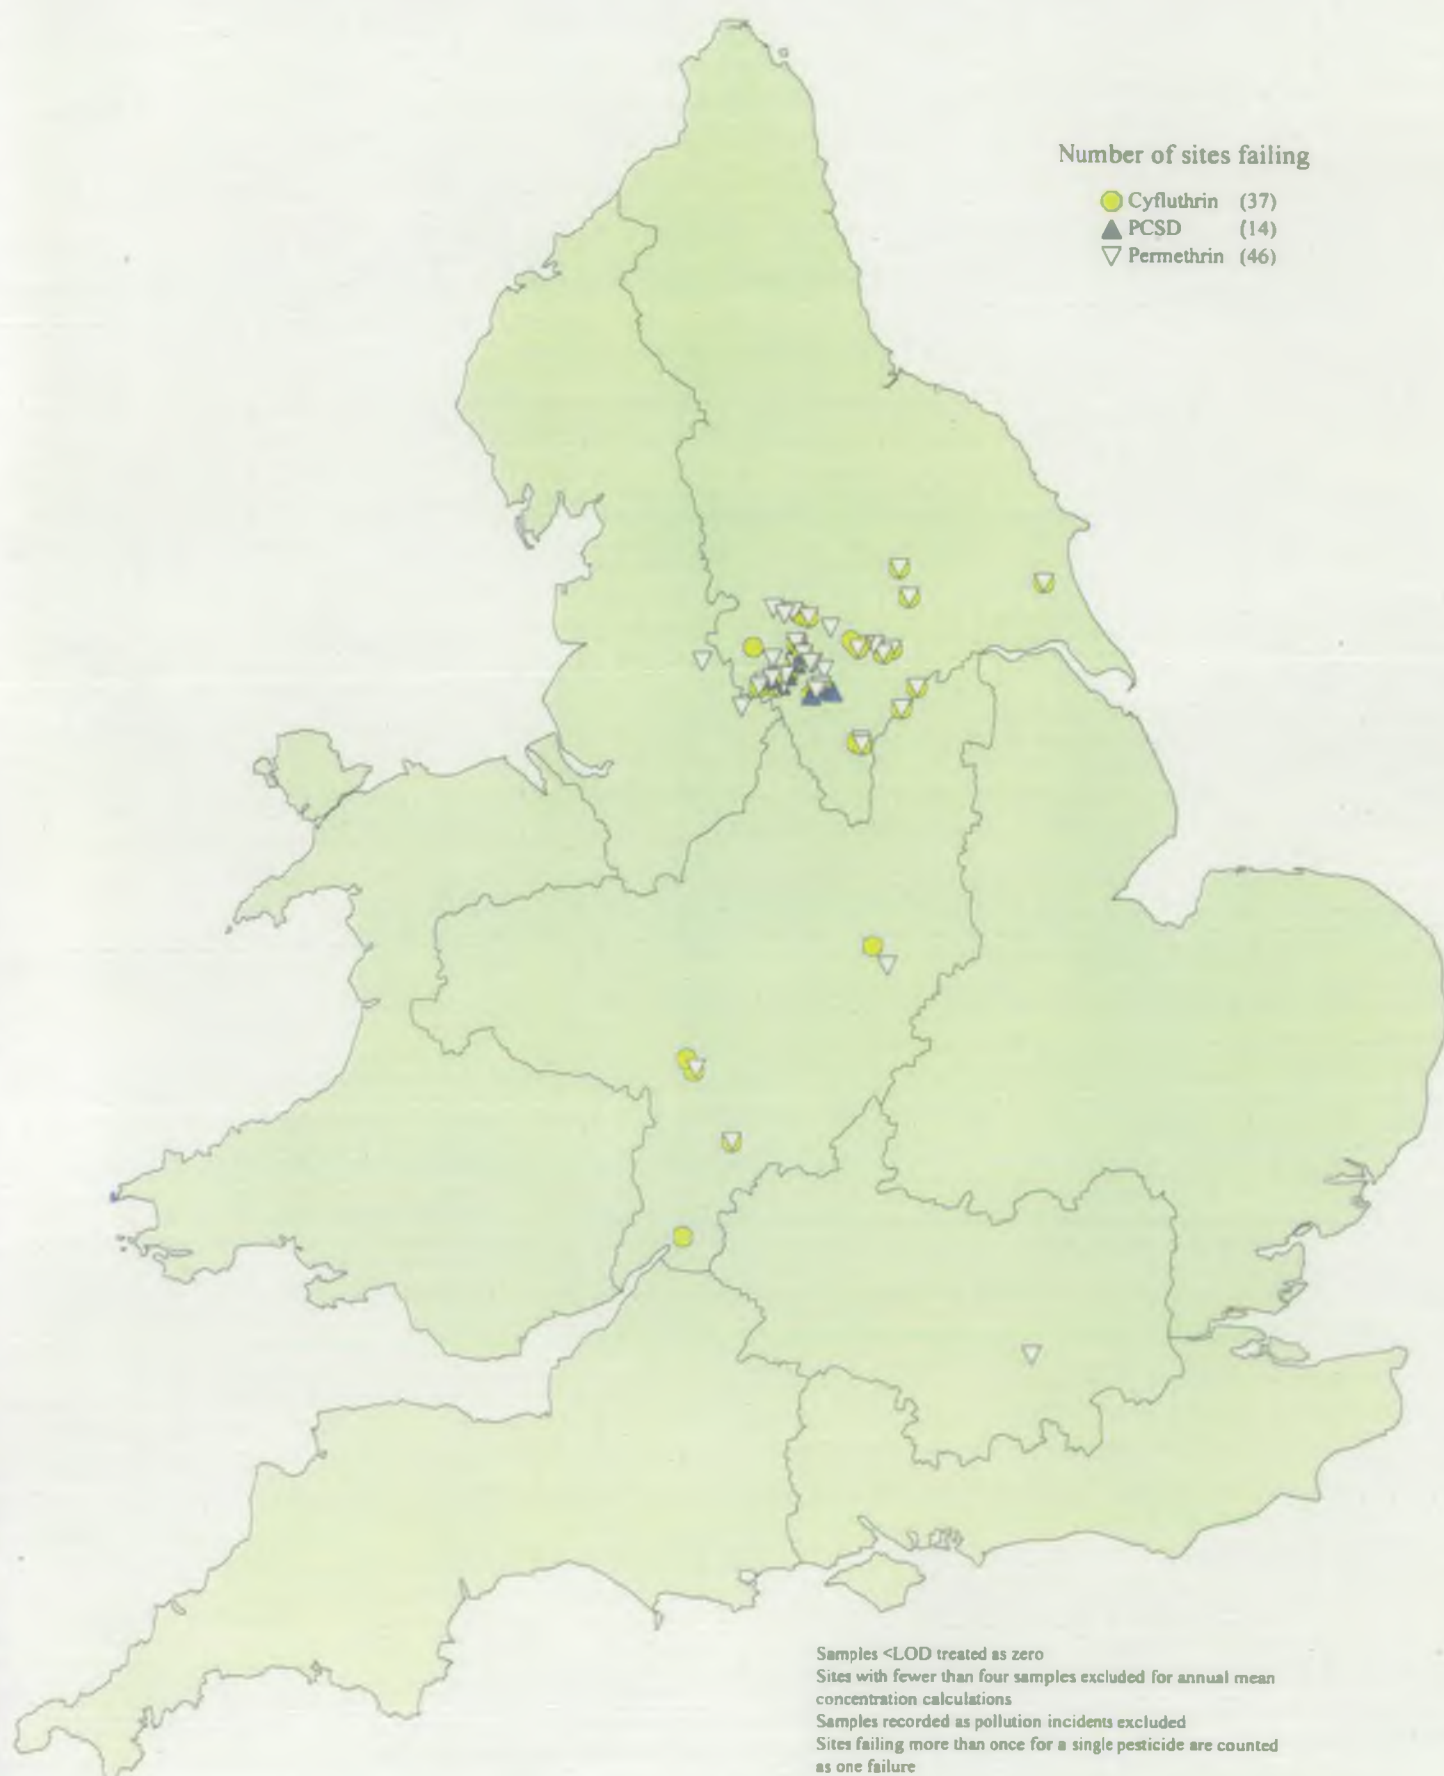 Number of sites failing
Cyfluthrin (37)
PCSD (14)
Permethrin (46)
Samples <LOD treated as zero
Sites with fewer than four samples excluded for annual mean
concentration calculations
Samples recorded as pollution incidents excluded
Sites failing more than once for a single pesticide are counted
as one failure